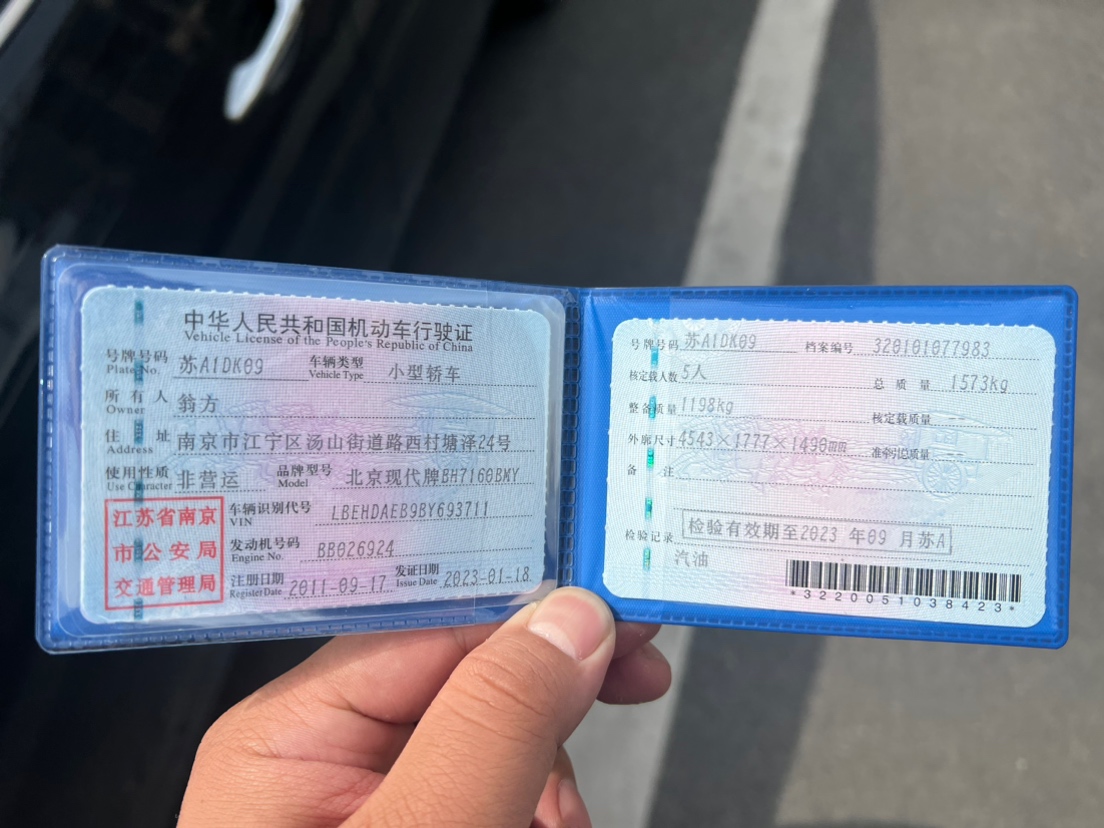 中华人民共和国机动车行驶证
Vehicle License of the People's Republic of China
号牌号码 苏A1DK09 车辆类型 小型轿车
Plate No. Vehicle Type
所有人 翁方
Owner
住址 南京市江宁区汤山街道路西村塘泽24号
Address
使用性质 非营运 品牌型号 北京现代牌BH7160BMY
Use Character Model
江苏省南京
市公安局
交通管理局
车辆识别代号 LBEHDAEB9BY693711
VIN
发动机号码 BB026924
Engine No.
注册日期 2011-09-17 发证日期 2023-01-18
Register Date Issue Date
号牌号码 苏A1DK09 档案编号 320101077983
核定载人数 5人 总质量 1573kg
整备质量 1198kg 核定载质量
外廓尺寸 4543×1777×1490mm 准牵引总质量
备注
检验记录 检验有效期至2023年09月苏A
汽油
*3220051038423*